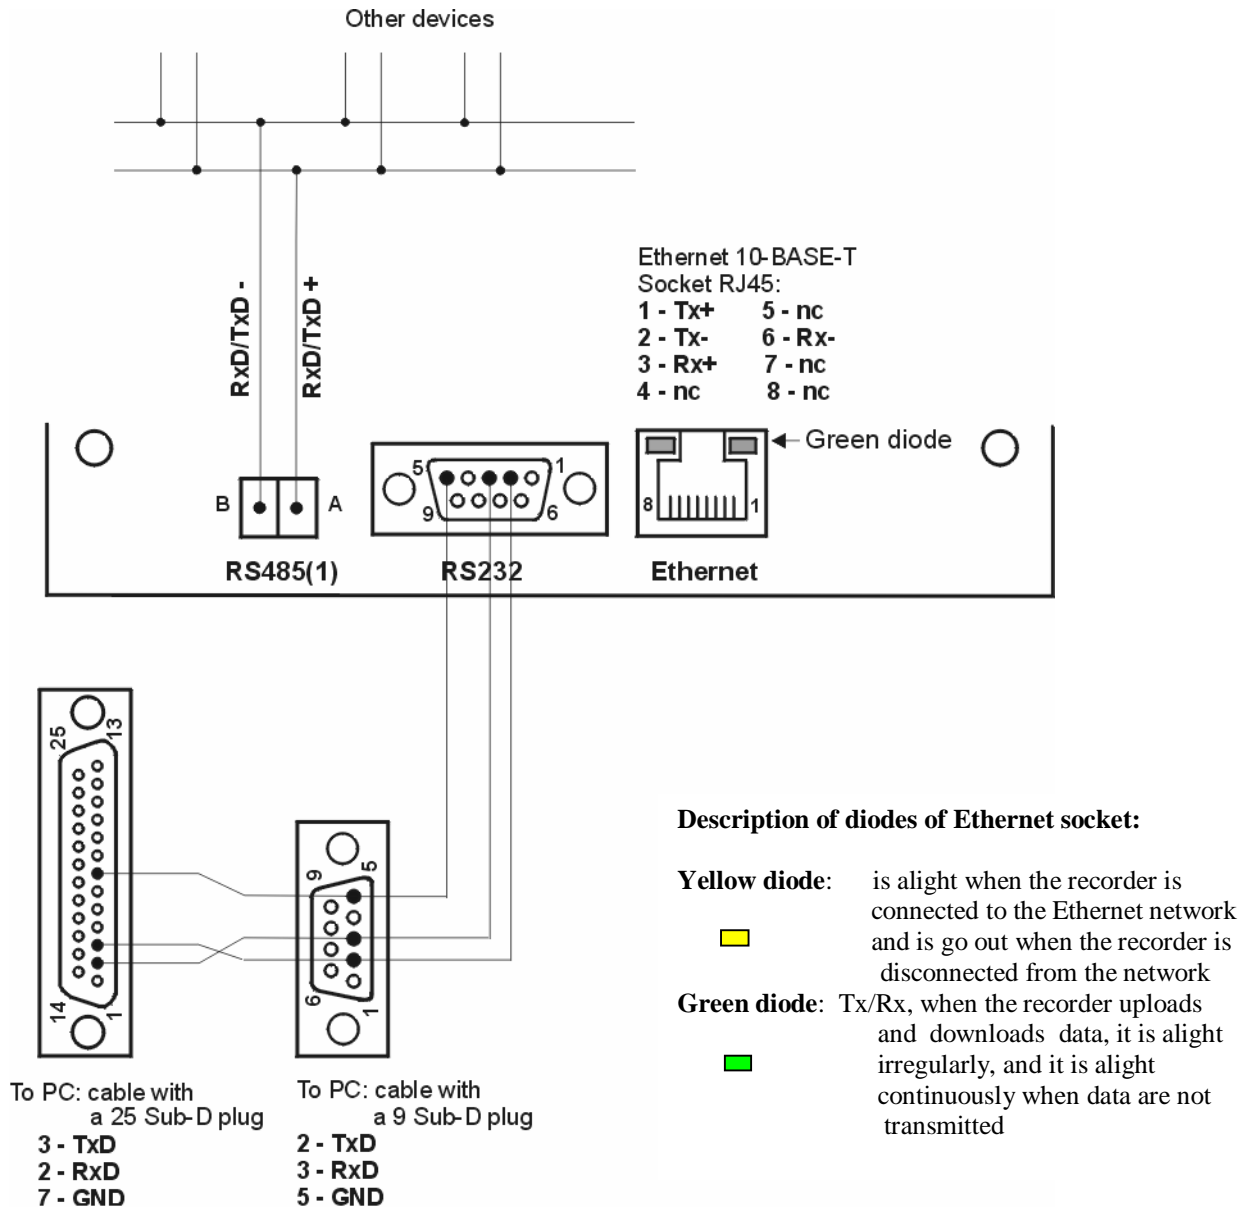 Other devices
RxD/TxD -
RxD/TxD +
Ethernet 10-BASE-T
Socket RJ45:
1 - Tx+ 5 - nc
2 - Tx- 6 - Rx-
3 - Rx+ 7 - nc
4 - nc 8 - nc
Green diode
B A
5 1
9 6
8 1
RS485(1) RS232 Ethernet
25 13
14 1
9 5
6 1
Description of diodes of Ethernet socket:
Yellow diode: is alight when the recorder is
connected to the Ethernet network
and is go out when the recorder is
disconnected from the network
Green diode: Tx/Rx, when the recorder uploads
and downloads data, it is alight
irregularly, and it is alight
continuously when data are not
transmitted
To PC: cable with
a 25 Sub-D plug
3 - TxD
2 - RxD
7 - GND
To PC: cable with
a 9 Sub-D plug
2 - TxD
3 - RxD
5 - GND